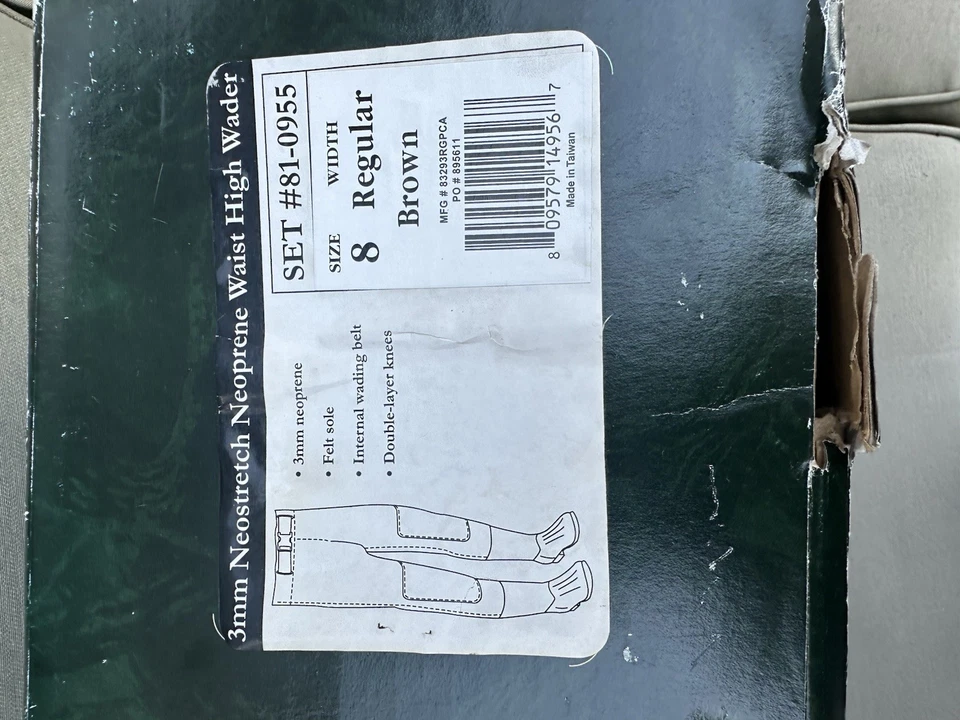 3mm Neostretch Neoprene Waist High Wader
SET #81-0955
SIZE WIDTH
8 Regular
Brown
MFG # 83293RGPCA
PO # 895611
8 09579 14956 7
Made in Taiwan
• 3mm neoprene
• Felt sole
• Internal wading belt
• Double-layer knees